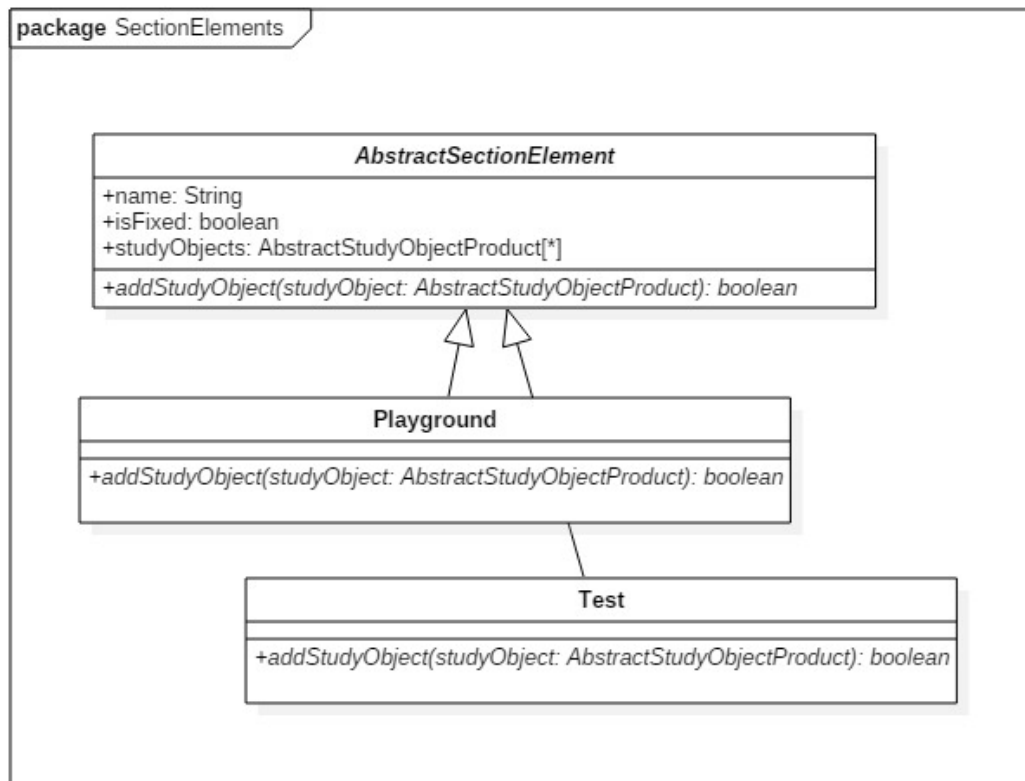 package SectionElements
AbstractSectionElement
+name: String
+isFixed: boolean
+studyObjects: AbstractStudyObjectProduct[*]
+addStudyObject(studyObject: AbstractStudyObjectProduct): boolean
Playground
+addStudyObject(studyObject: AbstractStudyObjectProduct): boolean
Test
+addStudyObject(studyObject: AbstractStudyObjectProduct): boolean